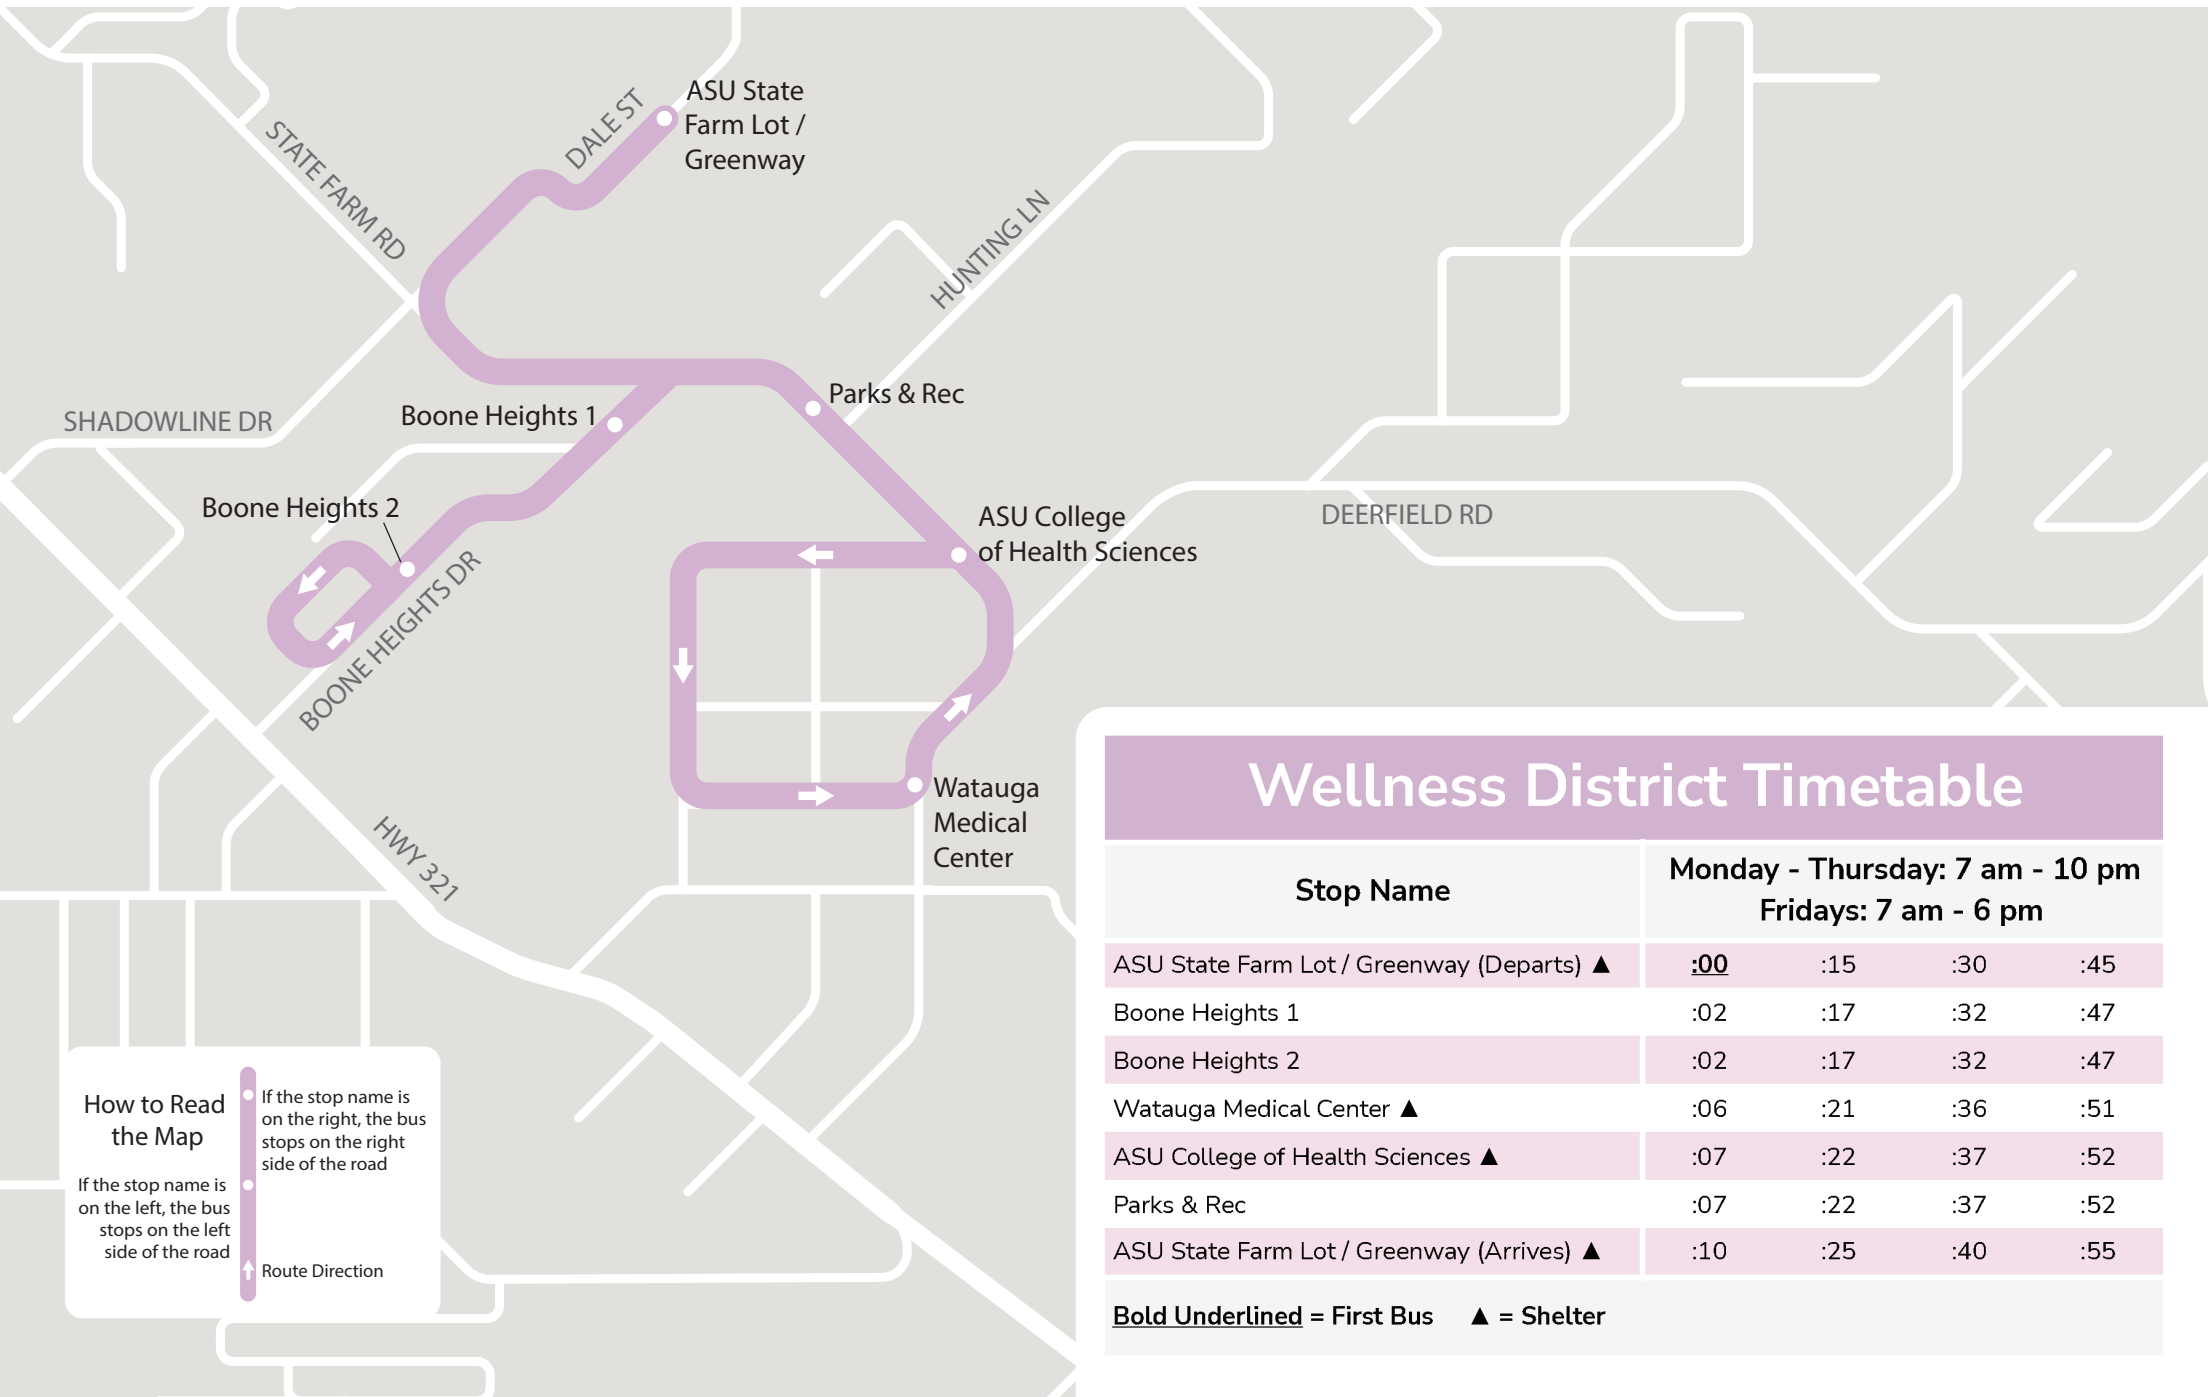 ASU State
Farm Lot /
Greenway
DALE ST
STATE FARM RD
HUNTING LN
Parks & Rec
Boone Heights 1
SHADOWLINE DR
Boone Heights 2
ASU College
of Health Sciences
DEERFIELD RD
BOONE HEIGHTS DR
Watauga
Medical
Center
HWY 321
How to Read
the Map
If the stop name is
on the right, the bus
stops on the right
side of the road
If the stop name is
on the left, the bus
stops on the left
side of the road
Route Direction
Wellness District Timetable
Stop Name
Monday - Thursday: 7 am - 10 pm
Fridays: 7 am - 6 pm
ASU State Farm Lot / Greenway (Departs) ▲ :00 :15 :30 :45
Boone Heights 1 :02 :17 :32 :47
Boone Heights 2 :02 :17 :32 :47
Watauga Medical Center ▲ :06 :21 :36 :51
ASU College of Health Sciences ▲ :07 :22 :37 :52
Parks & Rec :07 :22 :37 :52
ASU State Farm Lot / Greenway (Arrives) ▲ :10 :25 :40 :55
Bold Underlined = First Bus ▲ = Shelter